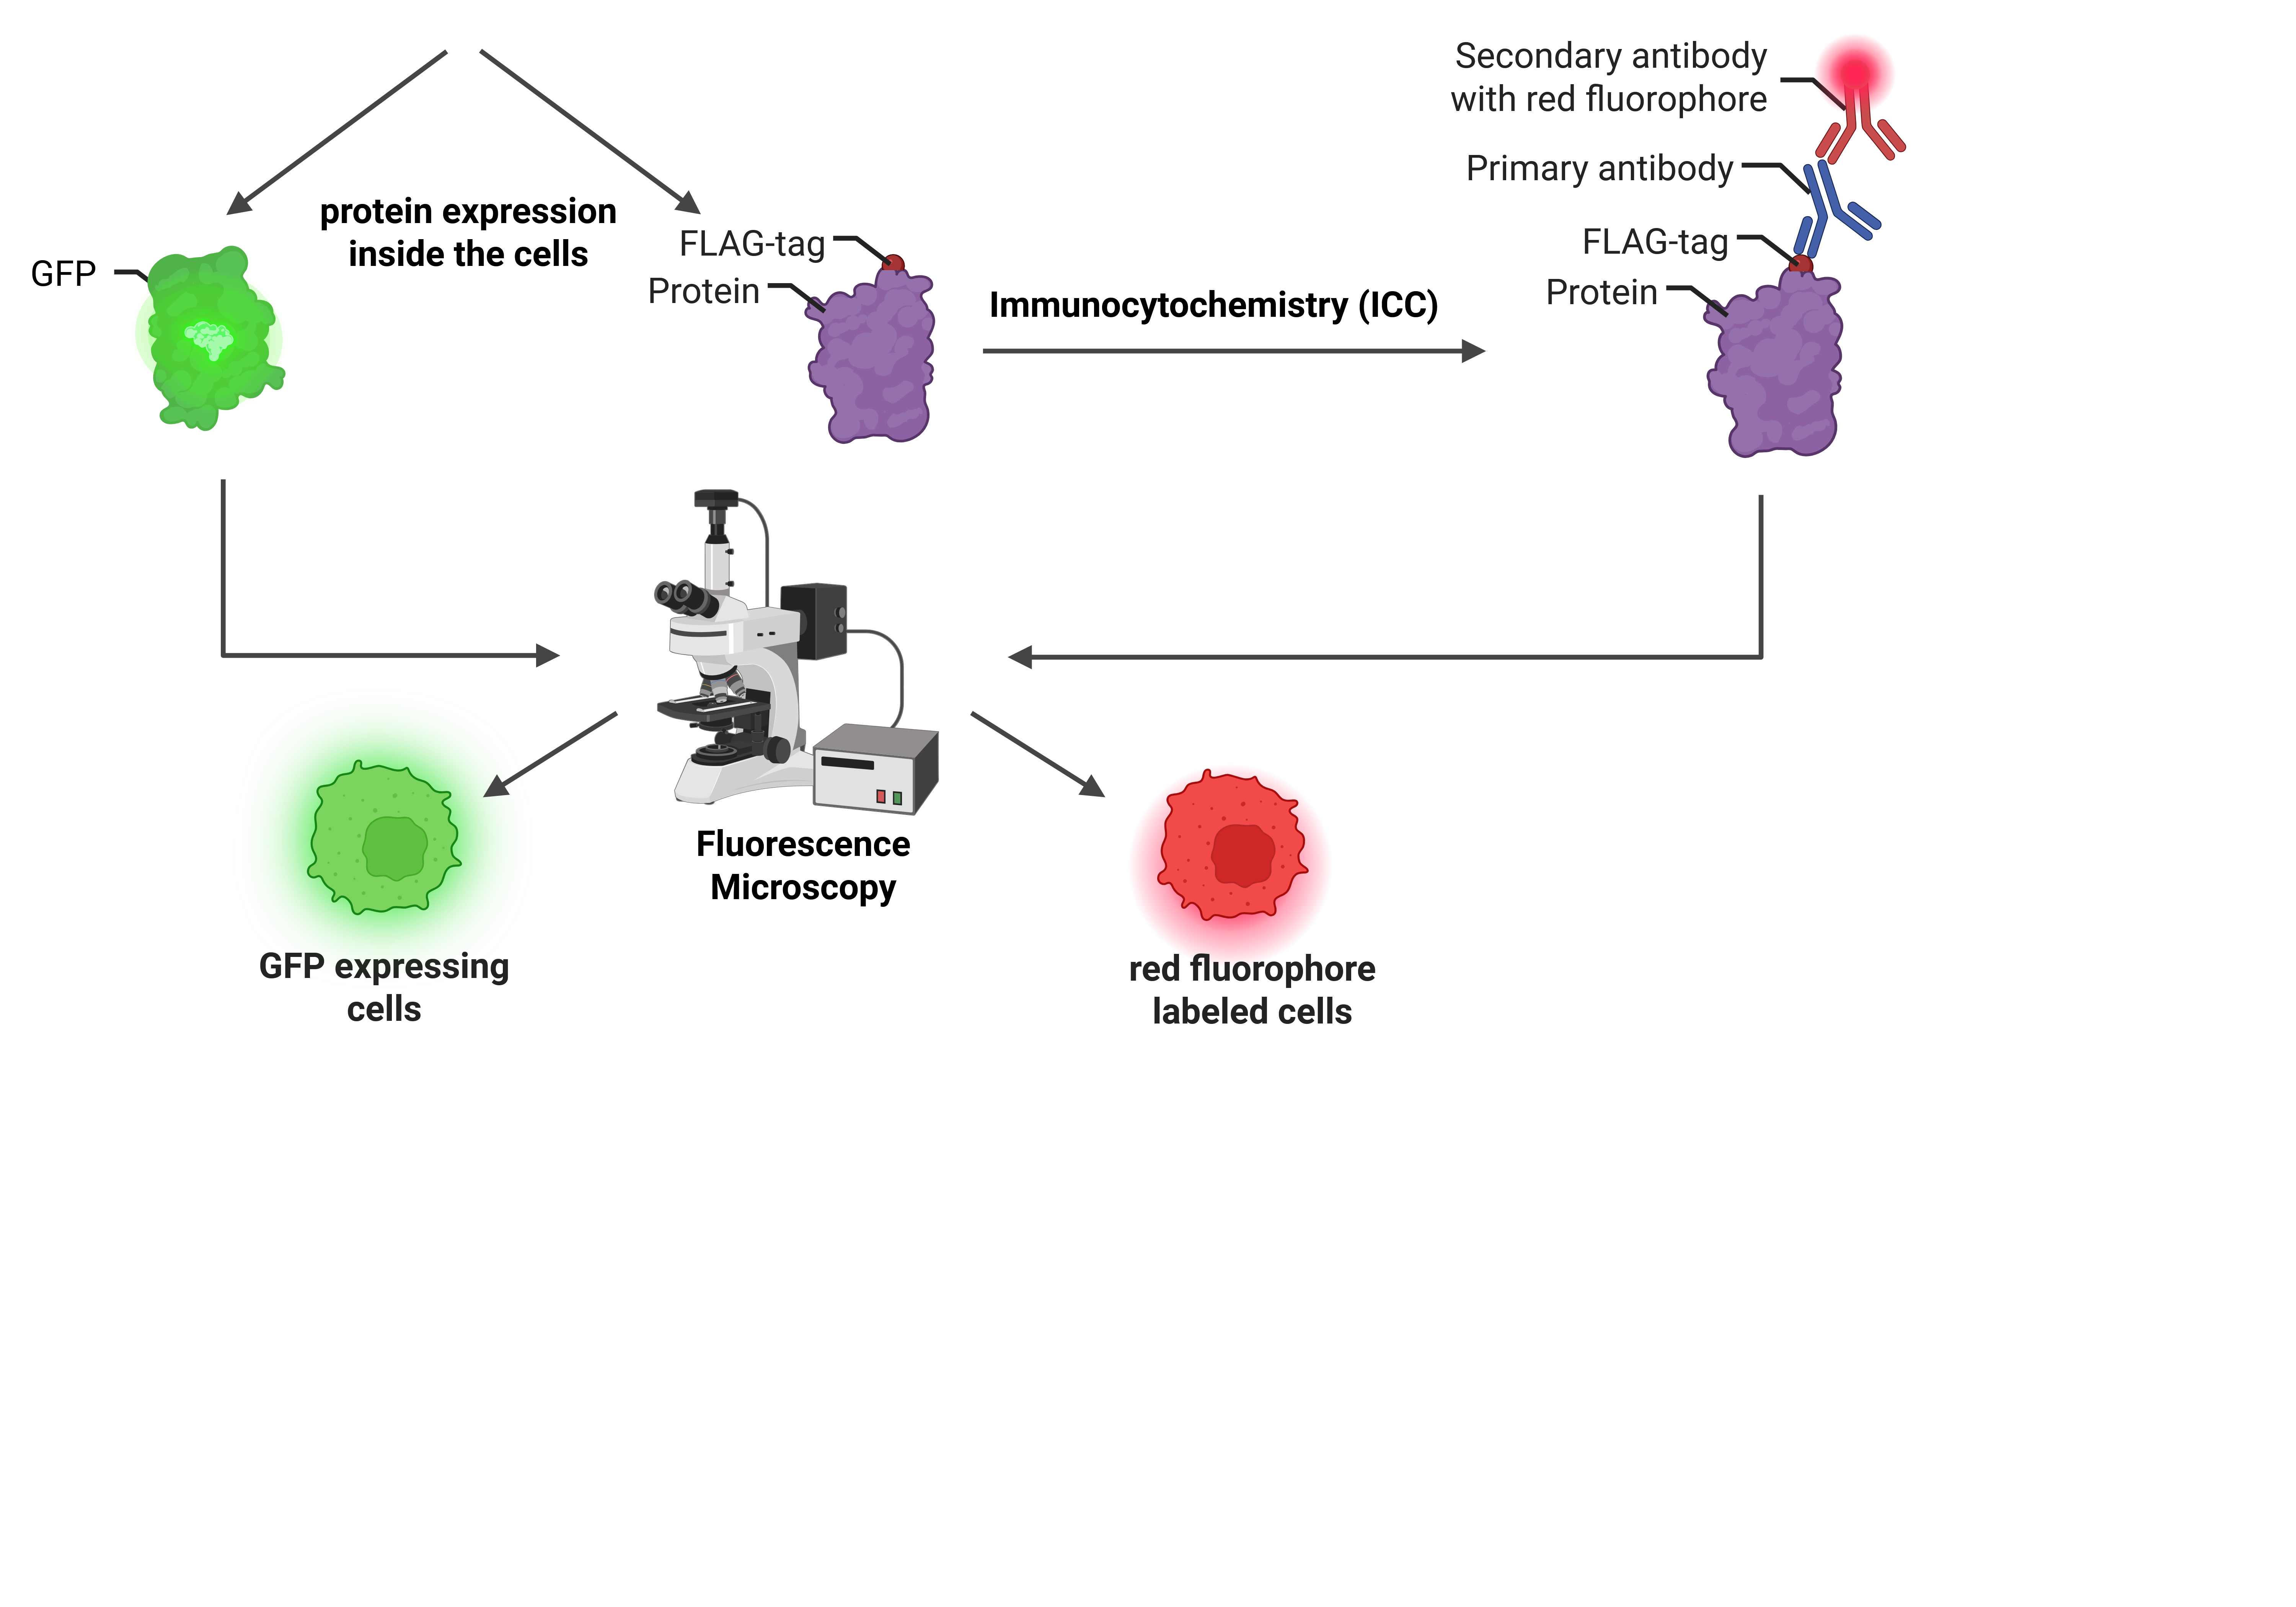 Secondary antibody
with red fluorophore
Primary antibody
protein expression
inside the cells
FLAG-tag
FLAG-tag
GFP
Protein
Protein
Immunocytochemistry (ICC)
Fluorescence
Microscopy
GFP expressing
cells
red fluorophore
labeled cells